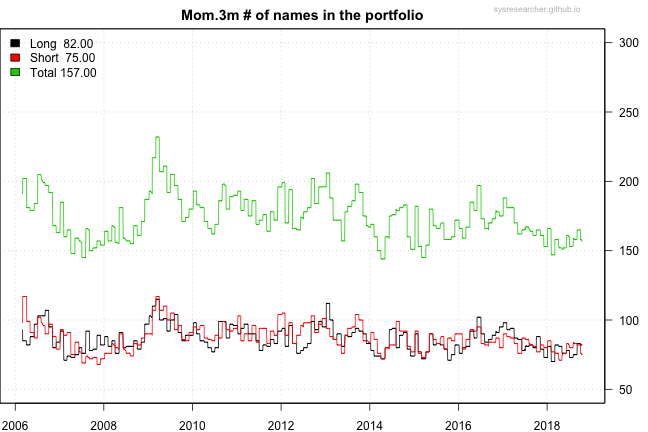 Mom.3m # of names in the portfolio
sysresearcher.github.io
Long 82.00
Short 75.00
Total 157.00
300
250
200
150
100
50
2006 2008 2010 2012 2014 2016 2018